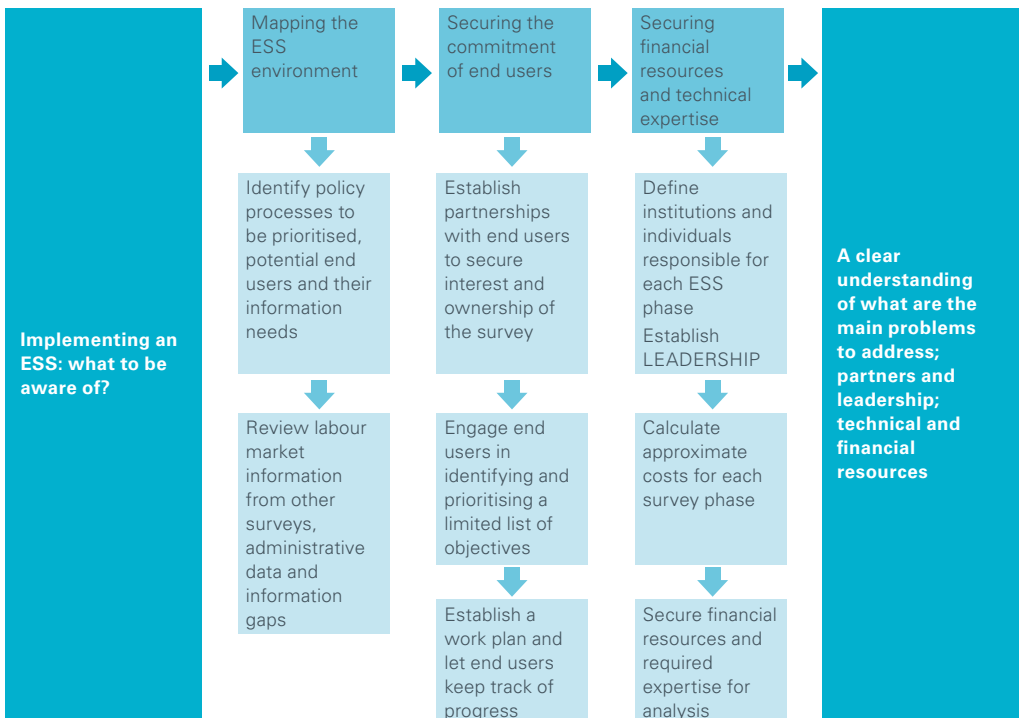 Implementing an
ESS: what to be
aware of?
Mapping the
ESS
environment
Identify policy
processes to
be prioritised,
potential end
users and their
information
needs
Review labour
market
information
from other
surveys,
administrative
data and
information
gaps
Securing the
commitment
of end users
Establish
partnerships
with end users
to secure
interest and
ownership of
the survey
Engage end
users in
identifying and
prioritising a
limited list of
objectives
Establish a
work plan and
let end users
keep track of
progress
Securing
financial
resources
and technical
expertise
Define
institutions and
individuals
responsible for
each ESS
phase
Establish
LEADERSHIP
Calculate
approximate
costs for each
survey phase
Secure financial
resources and
required
expertise for
analysis
A clear
understanding
of what are the
main problems
to address;
partners and
leadership;
technical and
financial
resources